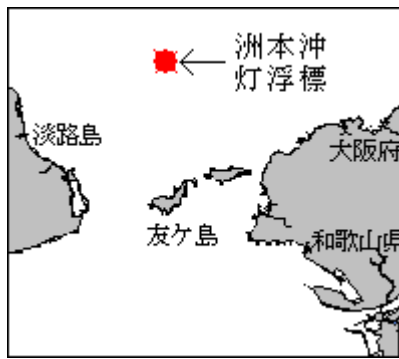 洲本沖
灯浮標
淡路島
大阪府
友ケ島
和歌山県